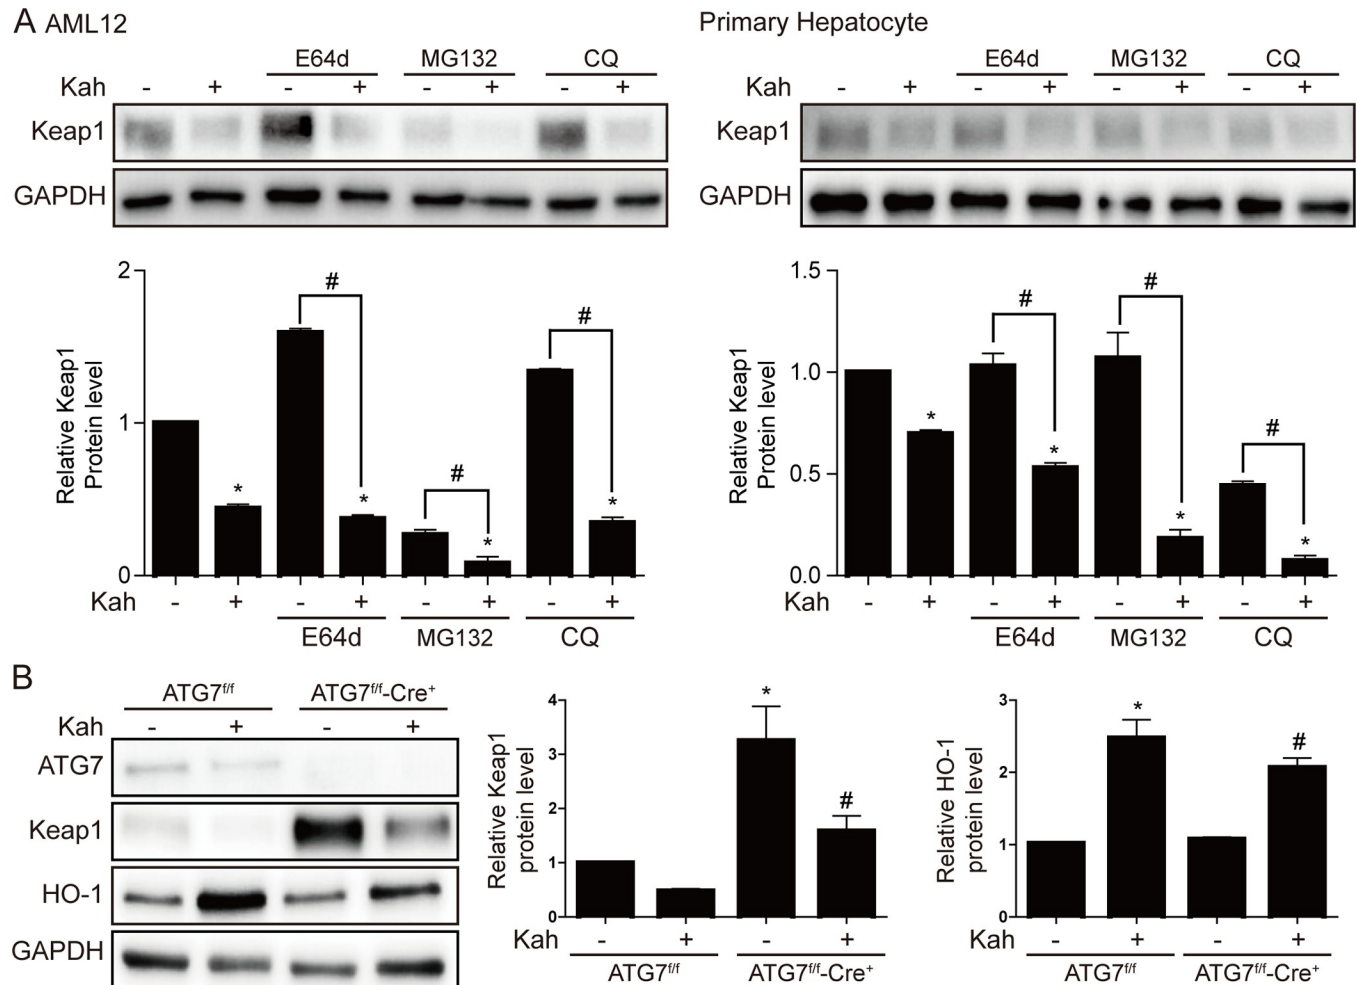 A AML12
Primary Hepatocyte
E64d MG132 CQ
Kah - + - + - + - +
Keap1
GAPDH
E64d MG132 CQ
Kah - + - + - + - +
Keap1
GAPDH
Relative Keap1
Protein level
2
1
0
# # #
* * * *
Kah - + - + - + - +
E64d MG132 CQ
Relative Keap1
Protein level
1.5
1.0
0.5
0.0
# # #
* * * *
Kah - + - + - + - +
E64d MG132 CQ
B
ATG7f/f ATG7f/f-Cre+
Kah - + - +
ATG7
Keap1
HO-1
GAPDH
Relative Keap1
protein level
4
3
2
1
0
* #
Kah - + - +
ATG7f/f ATG7f/f-Cre+
Relative HO-1
protein level
3
2
1
0
* #
Kah - + - +
ATG7f/f ATG7f/f-Cre+